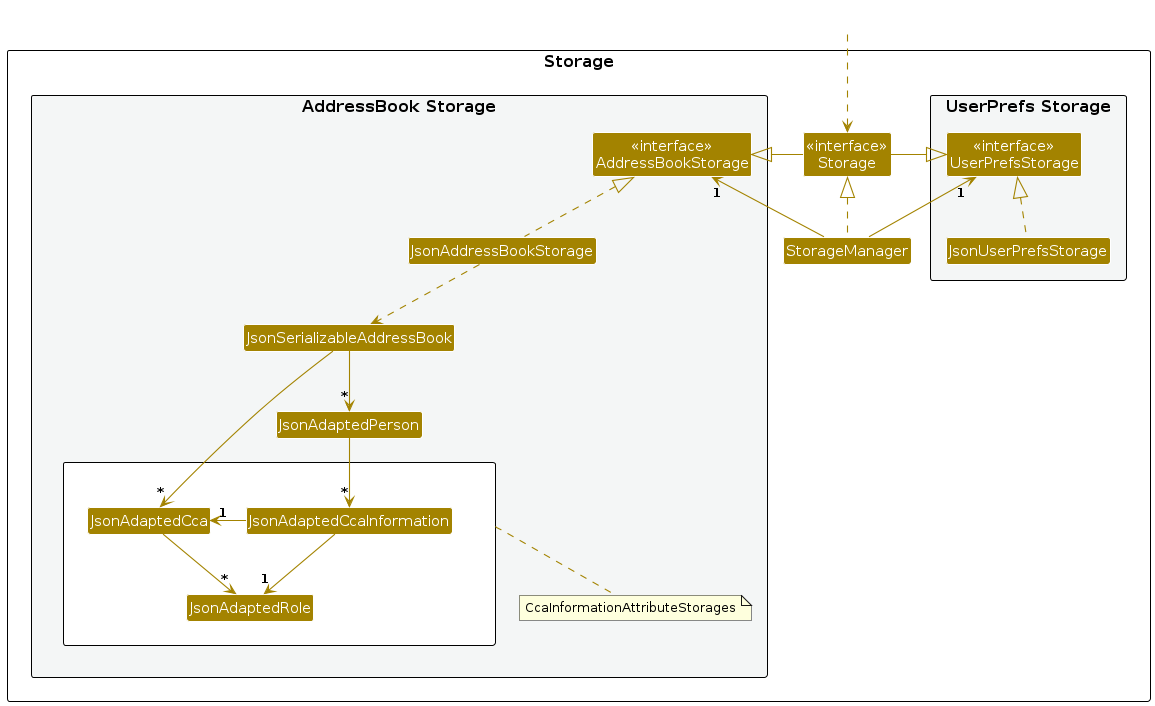 Storage
AddressBook Storage
UserPrefs Storage
«interface»
AddressBookStorage
«interface»
Storage
«interface»
UserPrefsStorage
1
1
JsonAddressBookStorage
StorageManager
JsonUserPrefsStorage
JsonSerializableAddressBook
*
JsonAdaptedPerson
*
*
JsonAdaptedCca
1
JsonAdaptedCcaInformation
*
1
JsonAdaptedRole
CcaInformationAttributeStorages